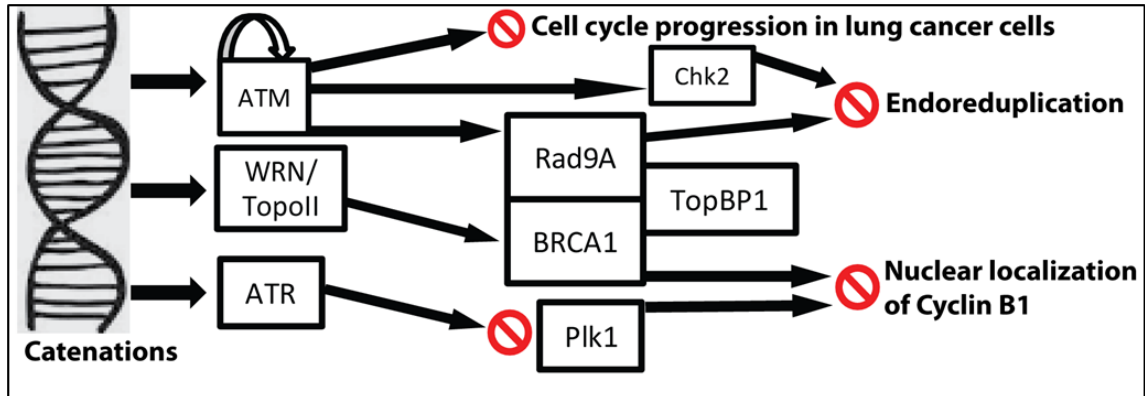 Cell cycle progression in lung cancer cells
Chk2
ATM
Endoreduplication
Rad9A
WRN/
TopoII
TopBP1
BRCA1
Nuclear localization
of Cyclin B1
ATR
Plk1
Catenations